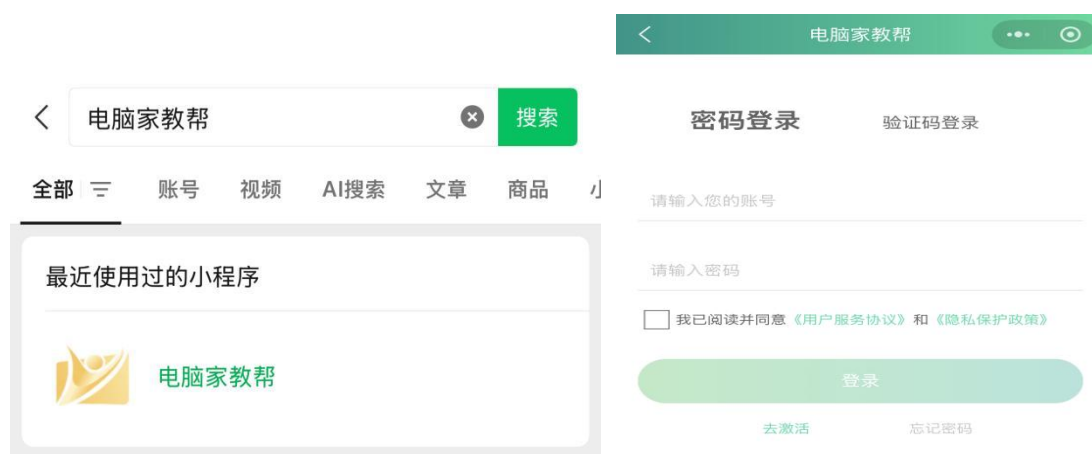 电脑家教帮
搜索
全部
账号
视频
AI搜索
文章
商品
最近使用过的小程序
电脑家教帮
电脑家教帮
密码登录
验证码登录
请输入您的账号
请输入密码
我已阅读并同意《用户服务协议》和《隐私保护政策》
登录
去激活
忘记密码